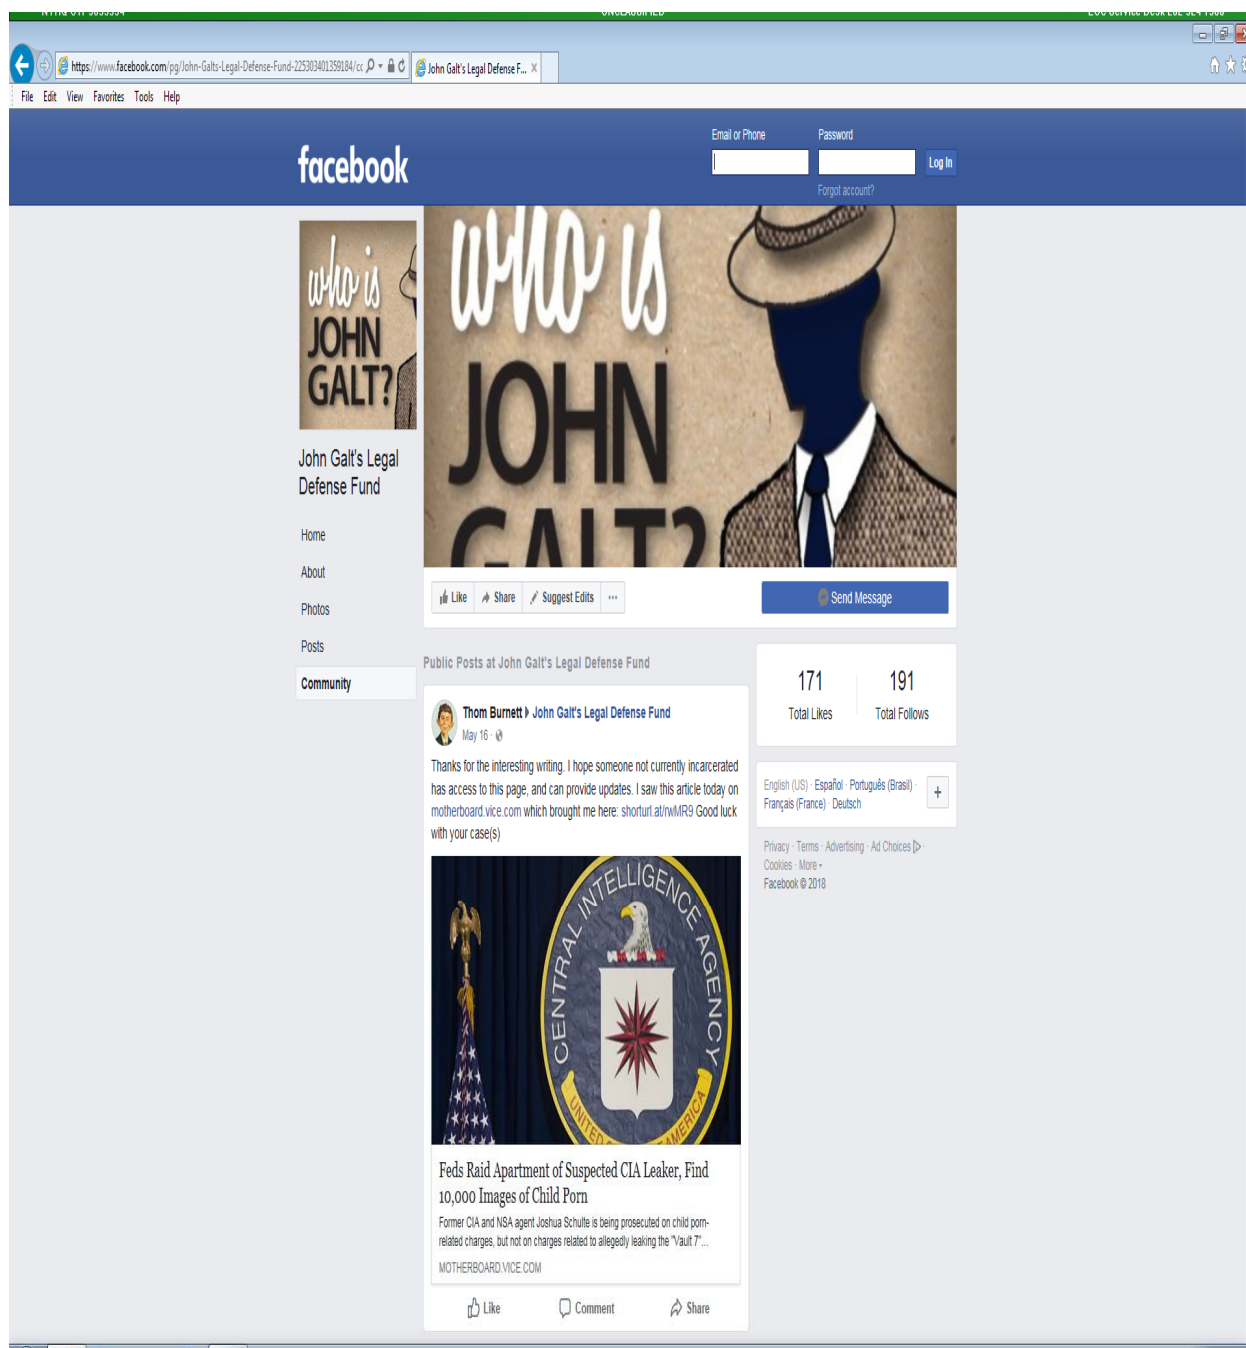 UNCLASSIFIED
https://www.facebook.com/pg/John-Galts-Legal-Defense-Fund-225303401359184/cc
John Galt's Legal Defense F...
File Edit View Favorites Tools Help
facebook
Email or Phone
Password
Log In
Forgot account?
who is
JOHN
GALT?
who is
JOHN
GALT?
John Galt's Legal
Defense Fund
Home
About
Photos
Posts
Community
Like Share Suggest Edits ...
Send Message
Public Posts at John Galt's Legal Defense Fund
Thom Burnett John Galt's Legal Defense Fund
May 16
Thanks for the interesting writing. I hope someone not currently incarcerated
has access to this page, and can provide updates. I saw this article today on
motherboard.vice.com which brought me here: shorturl.at/rwMR9 Good luck
with your case(s)
CENTRAL INTELLIGENCE AGENCY
UNITED AMERICA
Feds Raid Apartment of Suspected CIA Leaker, Find
10,000 Images of Child Porn
Former CIA and NSA agent Joshua Schulte is being prosecuted on child porn-
related charges, but not on charges related to allegedly leaking the "Vault 7"...
MOTHERBOARD.VICE.COM
Like Comment Share
171
Total Likes
191
Total Follows
English (US) · Español · Português (Brasil) ·
Français (France) · Deutsch
+
Privacy · Terms · Advertising · Ad Choices ·
Cookies · More
Facebook © 2018